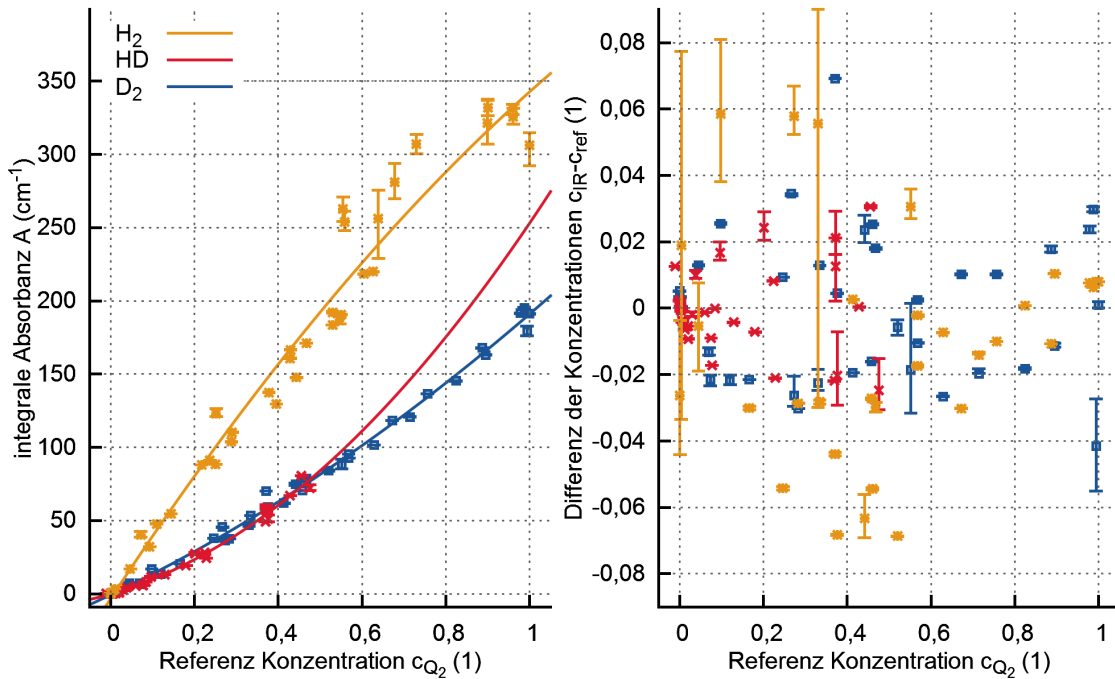 H2
HD
D2
integrale Absorbanz A (cm-1)
350
300
250
200
150
100
50
0
0 0,2 0,4 0,6 0,8 1
Referenz Konzentration cQ2 (1)
Differenz der Konzentrationen cIR-cref (1)
0,08
0,06
0,04
0,02
0
-0,02
-0,04
-0,06
-0,08
0 0,2 0,4 0,6 0,8 1
Referenz Konzentration cQ2 (1)